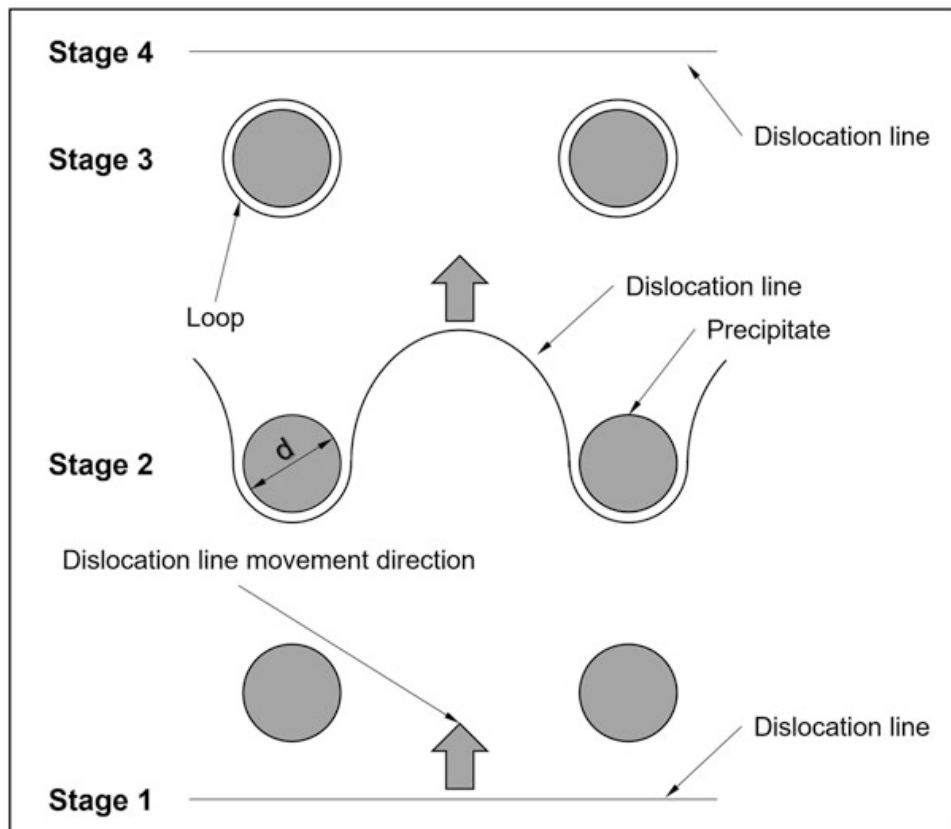 Stage 4
Dislocation line
Stage 3
Loop
Dislocation line
Precipitate
d
Stage 2
Dislocation line movement direction
Dislocation line
Stage 1